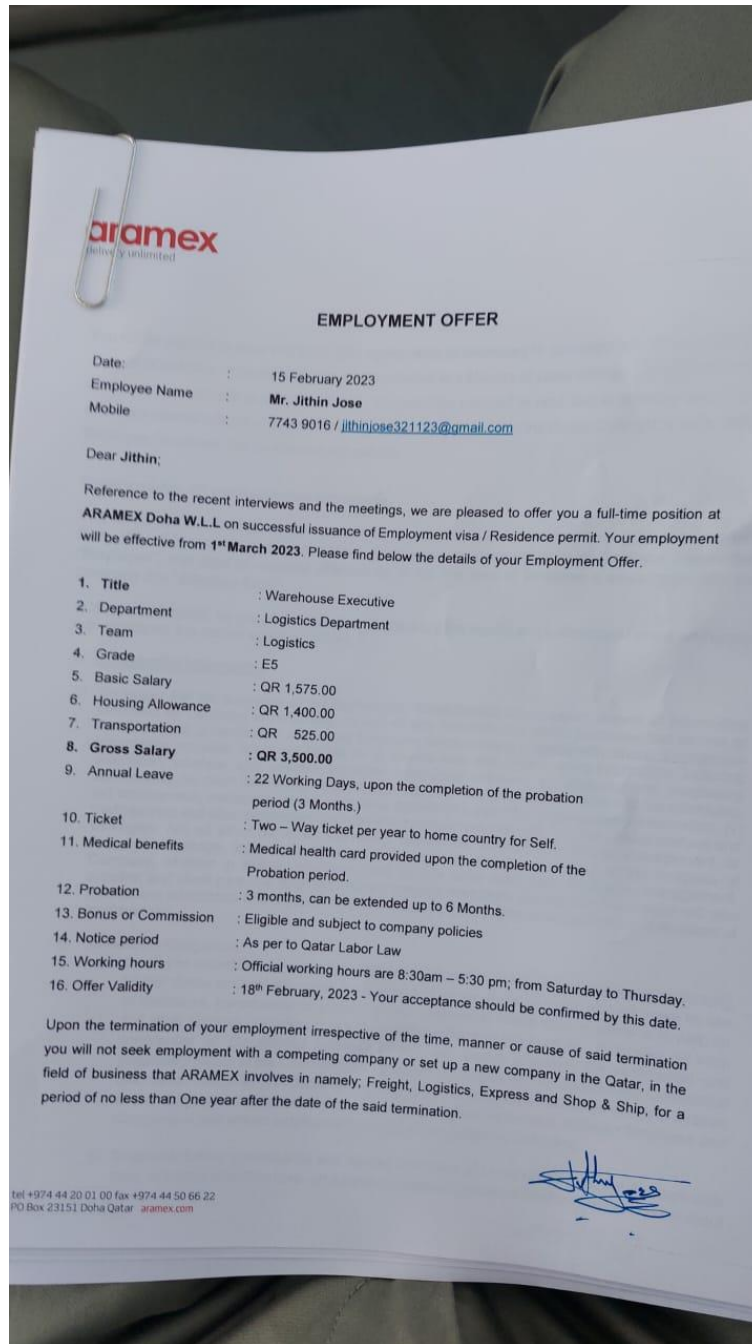 aramex
delivery unlimited
EMPLOYMENT OFFER
Date: : 15 February 2023
Employee Name : Mr. Jithin Jose
Mobile : 7743 9016 / jithinjose321123@gmail.com
Dear Jithin;
Reference to the recent interviews and the meetings, we are pleased to offer you a full-time position at
ARAMEX Doha W.L.L on successful issuance of Employment visa / Residence permit. Your employment
will be effective from 1st March 2023. Please find below the details of your Employment Offer.
1. Title : Warehouse Executive
2. Department : Logistics Department
3. Team : Logistics
4. Grade : E5
5. Basic Salary : QR 1,575.00
6. Housing Allowance : QR 1,400.00
7. Transportation : QR 525.00
8. Gross Salary : QR 3,500.00
9. Annual Leave : 22 Working Days, upon the completion of the probation
period (3 Months.)
10. Ticket : Two – Way ticket per year to home country for Self.
11. Medical benefits : Medical health card provided upon the completion of the
Probation period.
12. Probation : 3 months, can be extended up to 6 Months.
13. Bonus or Commission : Eligible and subject to company policies
14. Notice period : As per to Qatar Labor Law
15. Working hours : Official working hours are 8:30am – 5:30 pm; from Saturday to Thursday.
16. Offer Validity : 18th February, 2023 - Your acceptance should be confirmed by this date.
Upon the termination of your employment irrespective of the time, manner or cause of said termination
you will not seek employment with a competing company or set up a new company in the Qatar, in the
field of business that ARAMEX involves in namely; Freight, Logistics, Express and Shop & Ship, for a
period of no less than One year after the date of the said termination.
tel +974 44 20 01 00 fax +974 44 50 66 22
PO Box 23151 Doha Qatar aramex.com